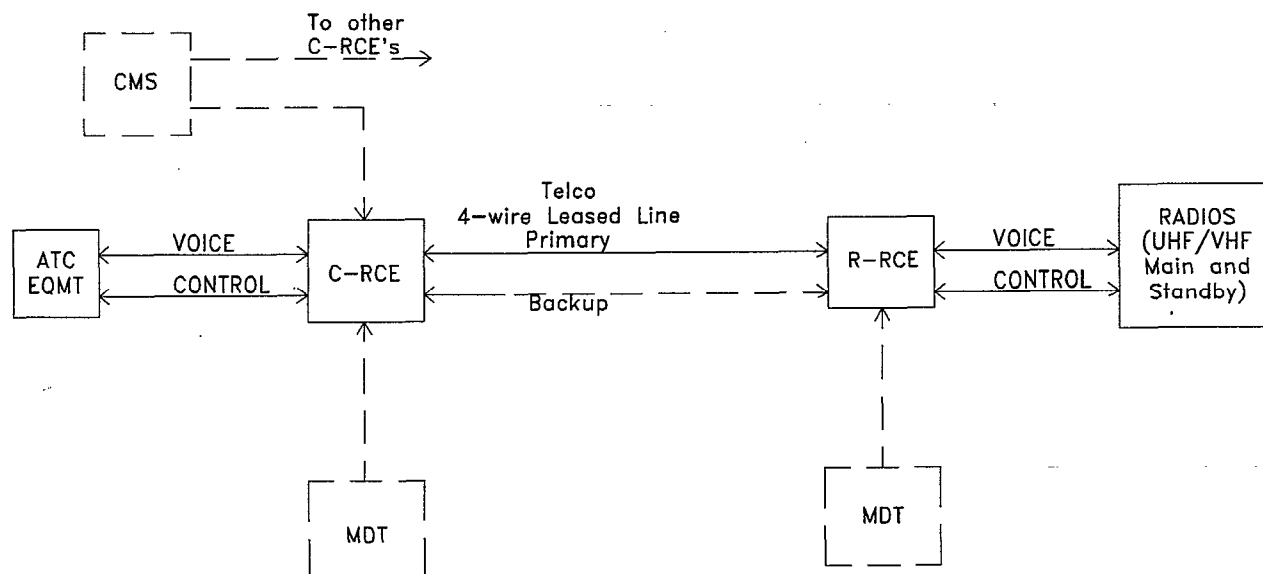 To other
C-RCE's
CMS
Telco
4-wire Leased Line
Primary
ATC
EQMT
VOICE
CONTROL
C-RCE
Backup
R-RCE
VOICE
CONTROL
RADIOS
(UHF/VHF
Main and
Standby)
MDT
MDT